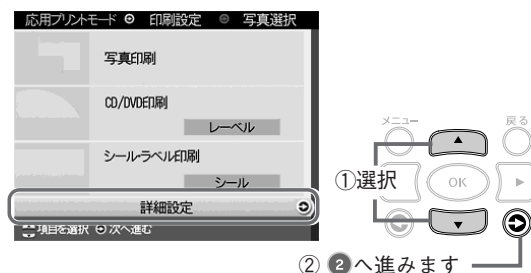 応用プリントモード 印刷設定 写真選択
写真印刷
CD/DVD印刷
レーベル
シール・ラベル印刷
シール
詳細設定
項目を選択 次へ進む
メニュー
戻る
OK
①選択
② ❷へ進みます